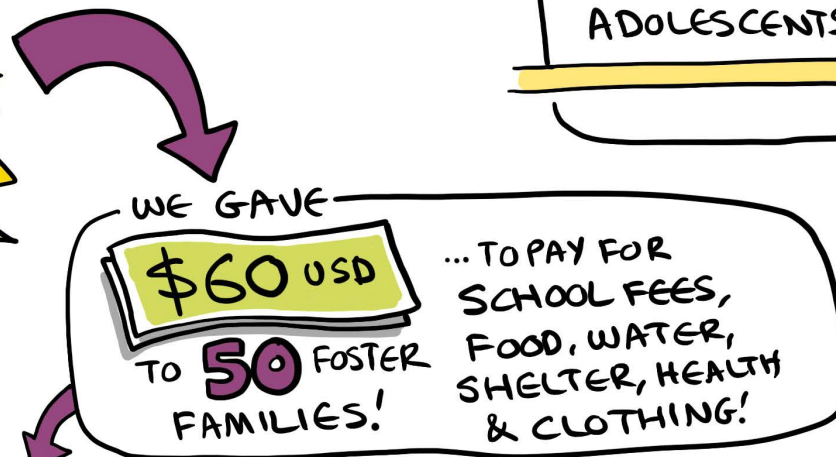 ADOLESCENTS
WE GAVE
$60 USD
TO 50 FOSTER
FAMILIES!
... TO PAY FOR
SCHOOL FEES,
FOOD, WATER,
SHELTER, HEALTH
& CLOTHING!